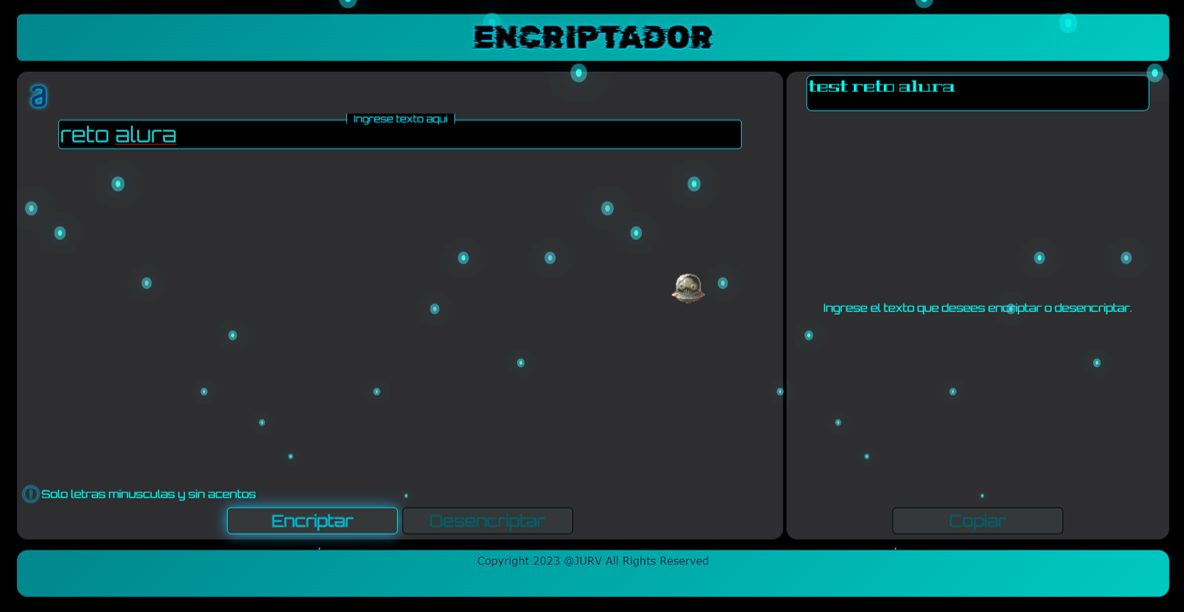 ENCRIPTADOR
a
Ingrese texto aqui
reto alura
test reto alura
Ingrese el texto que desees encriptar o desencriptar.
Solo letras minusculas y sin acentos
Encriptar
Desencriptar
Copiar
Copyright 2023 @JURV All Rights Reserved